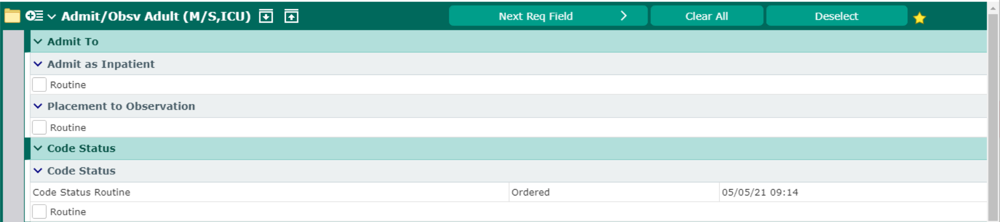 Admit/Obsv Adult (M/S,ICU) Next Req Field Clear All Deselect
Admit To
Admit as Inpatient
Routine
Placement to Observation
Routine
Code Status
Code Status
Code Status Routine Ordered 05/05/21 09:14
Routine